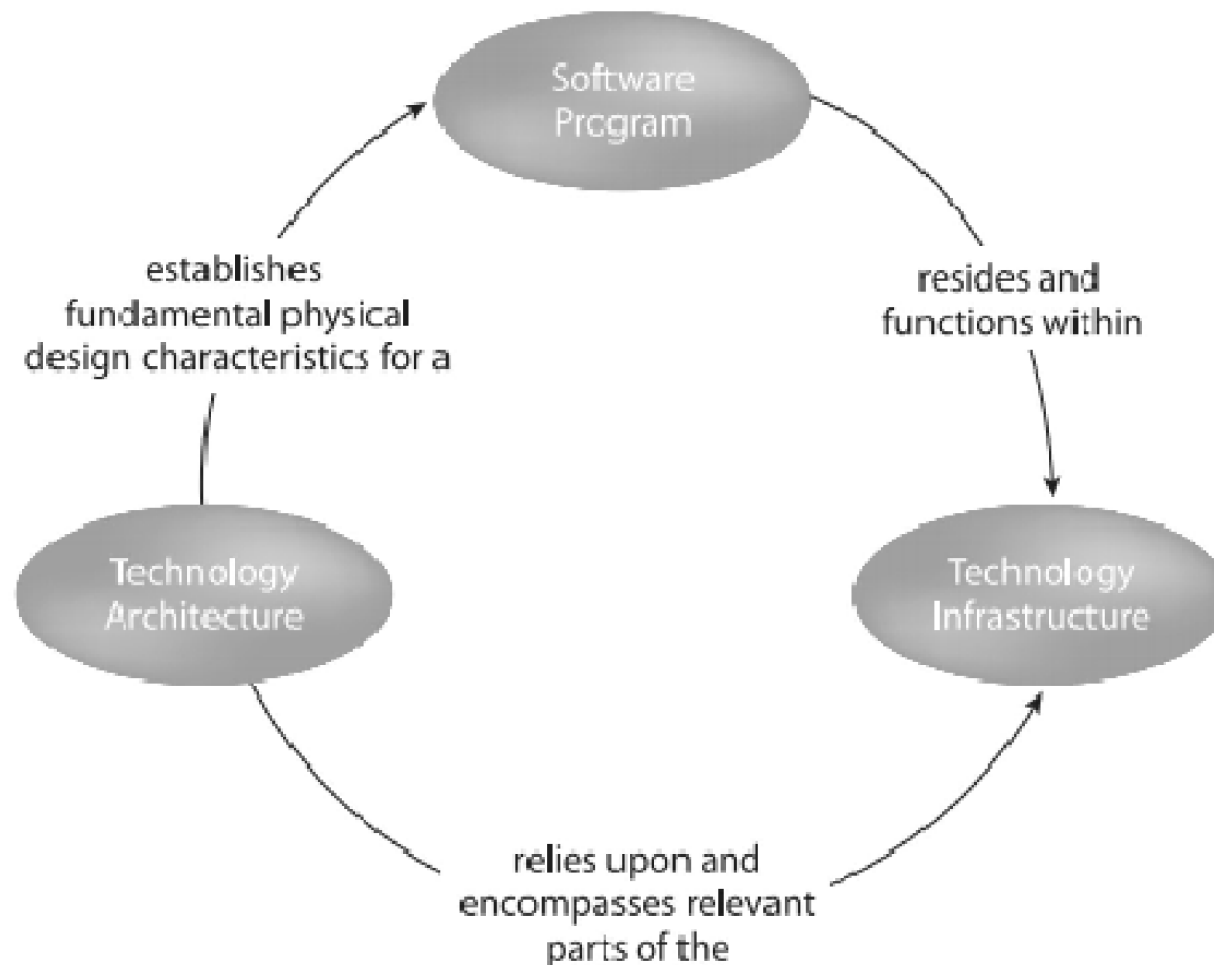 Software
Program
establishes
fundamental physical
design characteristics for a
resides and
functions within
Technology
Architecture
Technology
Infrastructure
relies upon and
encompasses relevant
parts of the